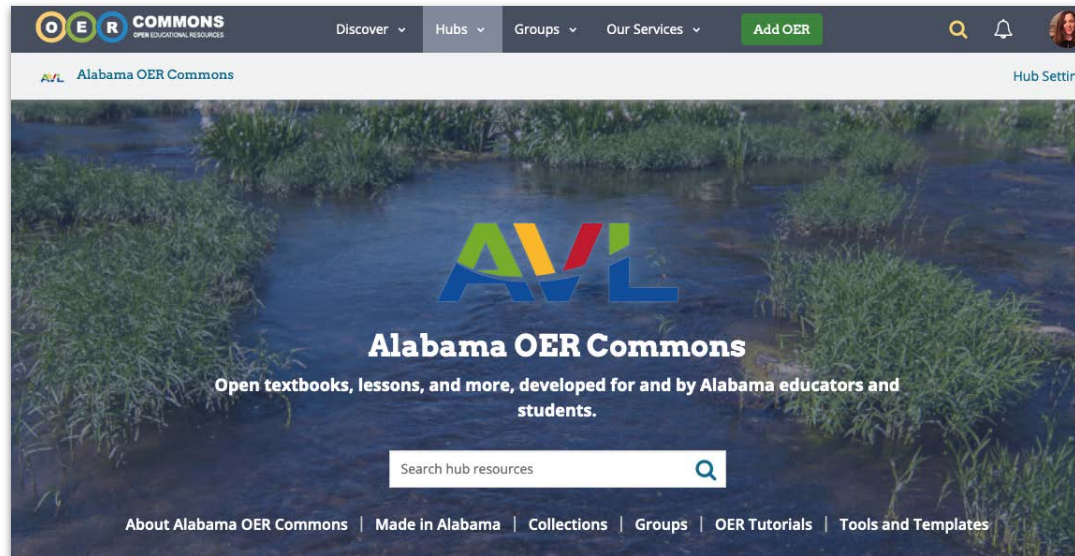 OER COMMONS
OPEN EDUCATIONAL RESOURCES
Discover Hubs Groups Our Services Add OER
AVL Alabama OER Commons Hub Settin
AVL
Alabama OER Commons
Open textbooks, lessons, and more, developed for and by Alabama educators and
students.
Search hub resources
About Alabama OER Commons | Made in Alabama | Collections | Groups | OER Tutorials | Tools and Templates